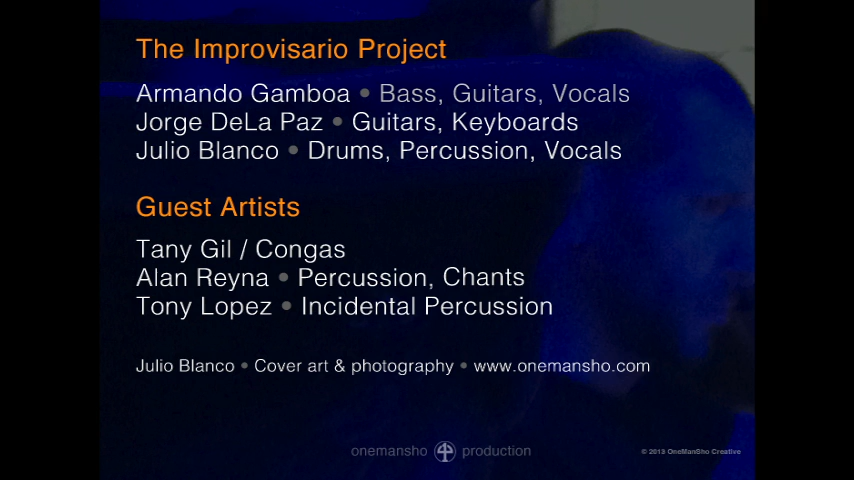 The Improvisario Project
Armando Gamboa • Bass, Guitars, Vocals
Jorge DeLa Paz • Guitars, Keyboards
Julio Blanco • Drums, Percussion, Vocals
Guest Artists
Tany Gil / Congas
Alan Reyna • Percussion, Chants
Tony Lopez • Incidental Percussion
Julio Blanco • Cover art & photography • www.onemansho.com
onemansho production
© 2013 OneManSho Creative